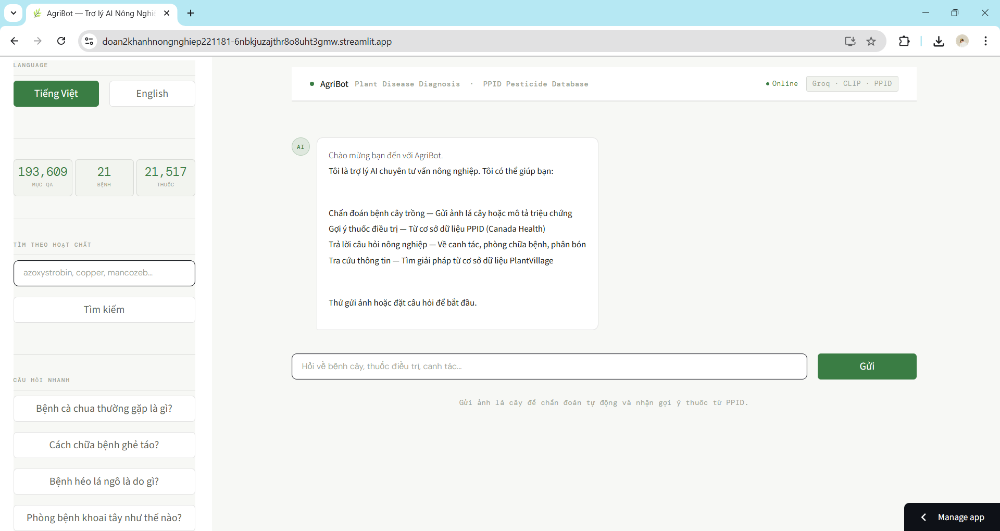 AgriBot — Trợ lý AI Nông Nghiệ
doan2khanhnongnghiep221181-6nbkjuzajthr8o8uht3gmw.streamlit.app
LANGUAGE
Tiếng Việt
English
193,609
MỤC QA
21
BỆNH
21,517
THUỐC
TÌM THEO HOẠT CHẤT
azoxystrobin, copper, mancozeb...
Tìm kiếm
CÂU HỎI NHANH
Bệnh cà chua thường gặp là gì?
Cách chữa bệnh ghẻ táo?
Bệnh héo lá ngô là do gì?
Phòng bệnh khoai tây như thế nào?
AgriBot Plant Disease Diagnosis · PPID Pesticide Database
Online
Groq · CLIP · PPID
AI
Chào mừng bạn đến với AgriBot.
Tôi là trợ lý AI chuyên tư vấn nông nghiệp. Tôi có thể giúp bạn:
Chẩn đoán bệnh cây trồng — Gửi ảnh lá cây hoặc mô tả triệu chứng
Gợi ý thuốc điều trị — Từ cơ sở dữ liệu PPID (Canada Health)
Trả lời câu hỏi nông nghiệp — Về canh tác, phòng chữa bệnh, phân bón
Tra cứu thông tin — Tìm giải pháp từ cơ sở dữ liệu PlantVillage
Thử gửi ảnh hoặc đặt câu hỏi để bắt đầu.
Hỏi về bệnh cây, thuốc điều trị, canh tác...
Gửi
Gửi ảnh lá cây để chẩn đoán tự động và nhận gợi ý thuốc từ PPID.
Manage app